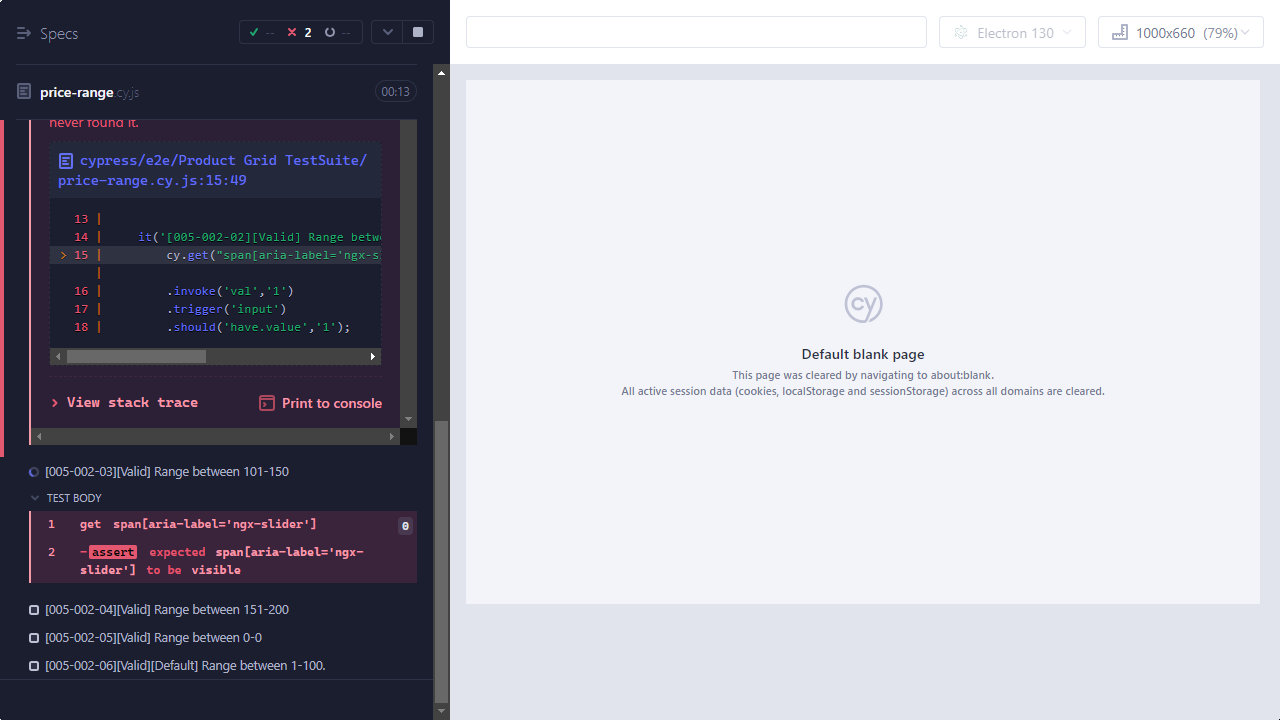 Specs
-- 2 --
price-range.cy.js
00:13
never found it.
cypress/e2e/Product Grid TestSuite/
price-range.cy.js:15:49
13 |
14 | it('[005-002-02][Valid] Range betw
> 15 | cy.get("span[aria-label='ngx-sl
|
16 | .invoke('val','1')
17 | .trigger('input')
18 | .should('have.value','1');
View stack trace
Print to console
[005-002-03][Valid] Range between 101-150
TEST BODY
1 get span[aria-label='ngx-slider'] 0
2 -assert expected span[aria-label='ngx-
slider'] to be visible
[005-002-04][Valid] Range between 151-200
[005-002-05][Valid] Range between 0-0
[005-002-06][Valid][Default] Range between 1-100.
Electron 130
1000x660 (79%)
cy
Default blank page
This page was cleared by navigating to about:blank.
All active session data (cookies, localStorage and sessionStorage) across all domains are cleared.